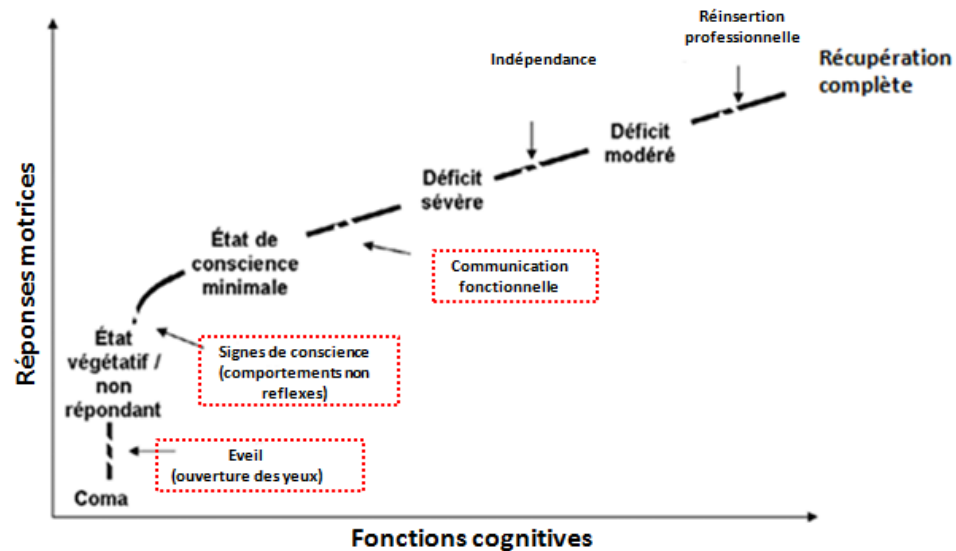 Réponses motrices
Réinsertion
professionnelle
Indépendance
Récupération
complète
Déficit
modéré
Déficit
sévère
État de
conscience
minimale
Communication
fonctionnelle
État
végétatif /
non
répondant
Signes de conscience
(comportements non
reflexes)
Eveil
(ouverture des yeux)
Coma
Fonctions cognitives